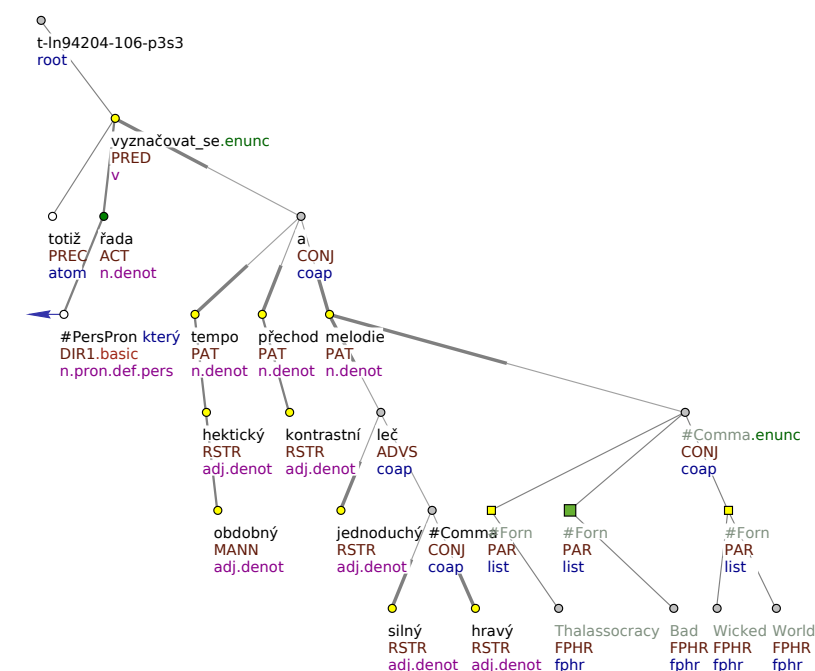 t-ln94204-106-p3s3
root
vyznačovat_se.enunc
PRED
v
totiž řada a
PREC ACT CONJ
atom n.denot coap
#PersPron který tempo přechod melodie
DIR1.basic PAT PAT PAT
n.pron.def.pers n.denot n.denot n.denot
hektický kontrastní leč #Comma.enunc
RSTR RSTR ADVS CONJ
adj.denot adj.denot coap coap
obdobný jednoduchý #Comma #Forn #Forn #Forn
MANN RSTR CONJ PAR PAR PAR
adj.denot adj.denot coap list list list
silný hravý Thalassocracy Bad Wicked World
RSTR RSTR FPHR FPHR FPHR FPHR
adj.denot adj.denot fphr fphr fphr fphr